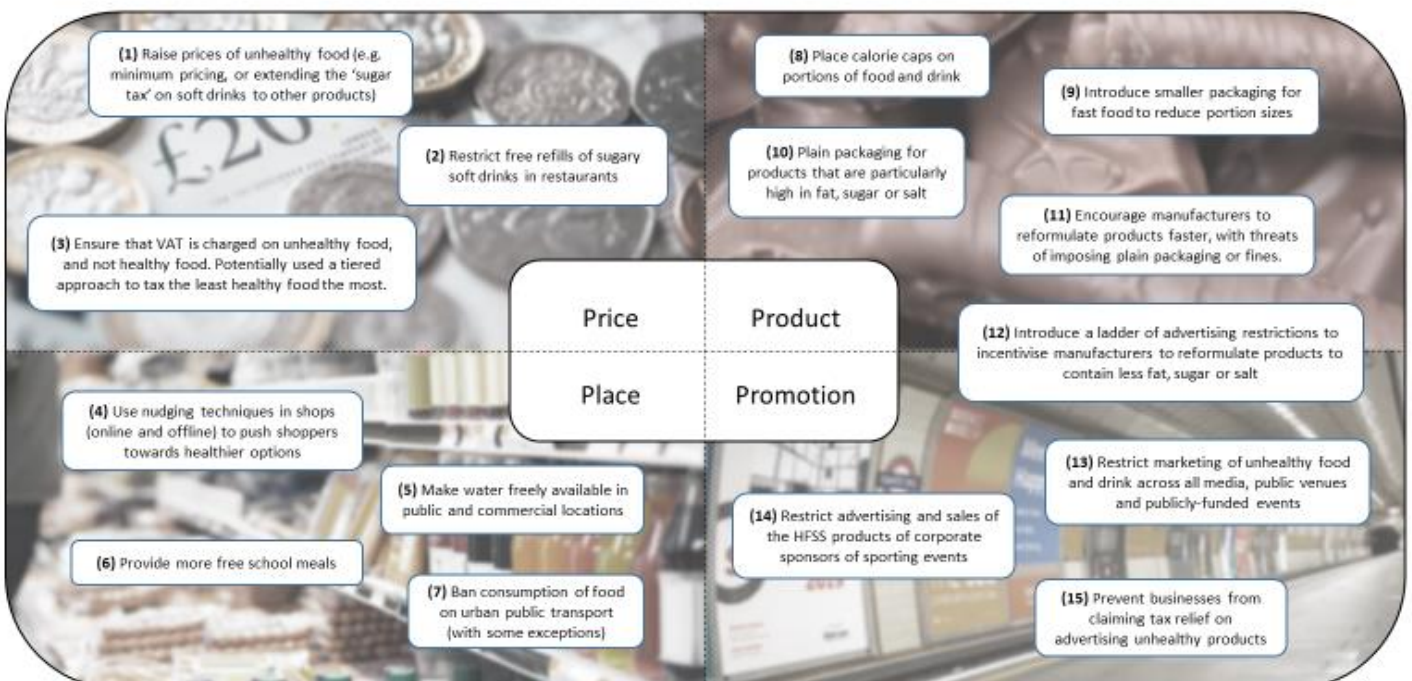 (1) Raise prices of unhealthy food (e.g.
minimum pricing, or extending the ‘sugar
tax’ on soft drinks to other products)
£20
(2) Restrict free refills of sugary
soft drinks in restaurants
(3) Ensure that VAT is charged on unhealthy food,
and not healthy food. Potentially used a tiered
approach to tax the least healthy food the most.
(8) Place calorie caps on
portions of food and drink
(9) Introduce smaller packaging for
fast food to reduce portion sizes
(10) Plain packaging for
products that are particularly
high in fat, sugar or salt
(11) Encourage manufacturers to
reformulate products faster, with threats
of imposing plain packaging or fines.
Price
Product
Place
Promotion
(12) Introduce a ladder of advertising restrictions to
incentivise manufacturers to reformulate products to
contain less fat, sugar or salt
(4) Use nudging techniques in shops
(online and offline) to push shoppers
towards healthier options
(5) Make water freely available in
public and commercial locations
(6) Provide more free school meals
(7) Ban consumption of food
on urban public transport
(with some exceptions)
(13) Restrict marketing of unhealthy food
and drink across all media, public venues
and publicly-funded events
(14) Restrict advertising and sales of
the HFSS products of corporate
sponsors of sporting events
(15) Prevent businesses from
claiming tax relief on
advertising unhealthy products